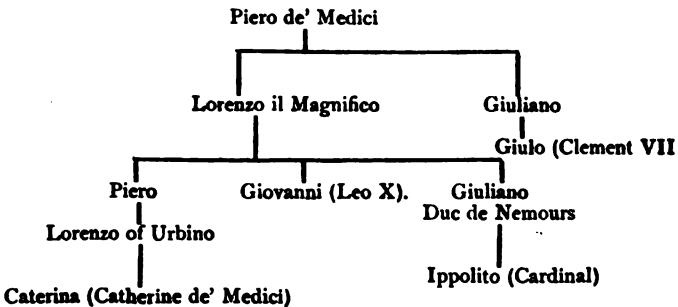 Piero de' Medici
Lorenzo il Magnifico Giuliano
Giulo (Clement VII
Piero Giovanni (Leo X). Giuliano
Duc de Nemours
Lorenzo of Urbino
Ippolito (Cardinal)
Caterina (Catherine de' Medici)